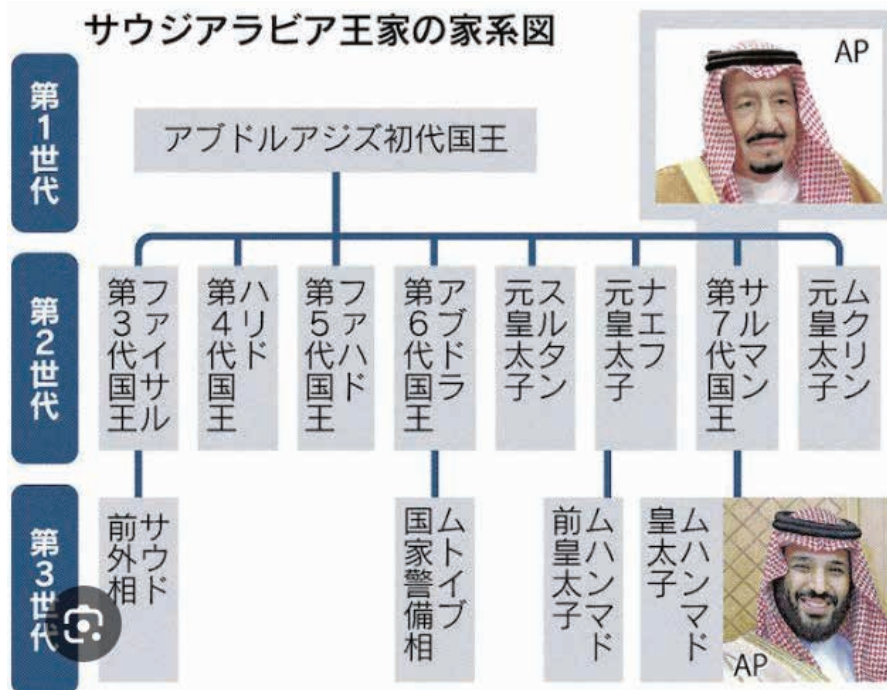 サウジアラビア王家の家系図
AP
第1世代
アブドルアジズ初代国王
第2世代
ファイサル
第3代国王
ハリド
第4代国王
ファハド
第5代国王
アブドラ
第6代国王
スルタン
元皇太子
ナエフ
元皇太子
サルマン
第7代国王
ムクリン
元皇太子
第3世代
サウド
前外相
ムトイブ
国家警備相
ムハンマド
前皇太子
ムハンマド
皇太子
AP